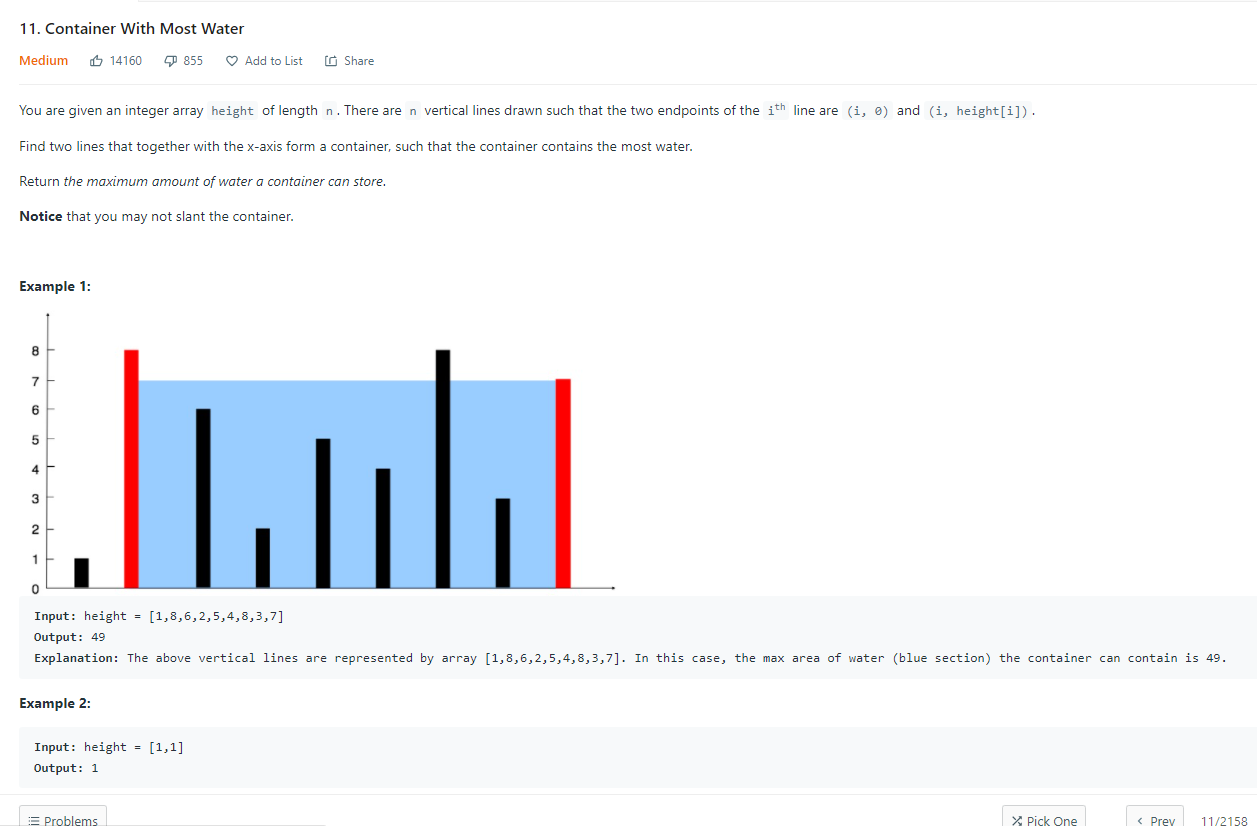 11. Container With Most Water
Medium 14160 855 Add to List Share
You are given an integer array height of length n. There are n vertical lines drawn such that the two endpoints of the ith line are (i, 0) and (i, height[i]).
Find two lines that together with the x-axis form a container, such that the container contains the most water.
Return the maximum amount of water a container can store.
Notice that you may not slant the container.
Example 1:
8
7
6
5
4
3
2
1
0
Input: height = [1,8,6,2,5,4,8,3,7]
Output: 49
Explanation: The above vertical lines are represented by array [1,8,6,2,5,4,8,3,7]. In this case, the max area of water (blue section) the container can contain is 49.
Example 2:
Input: height = [1,1]
Output: 1
Problems Pick One Prev 11/2158